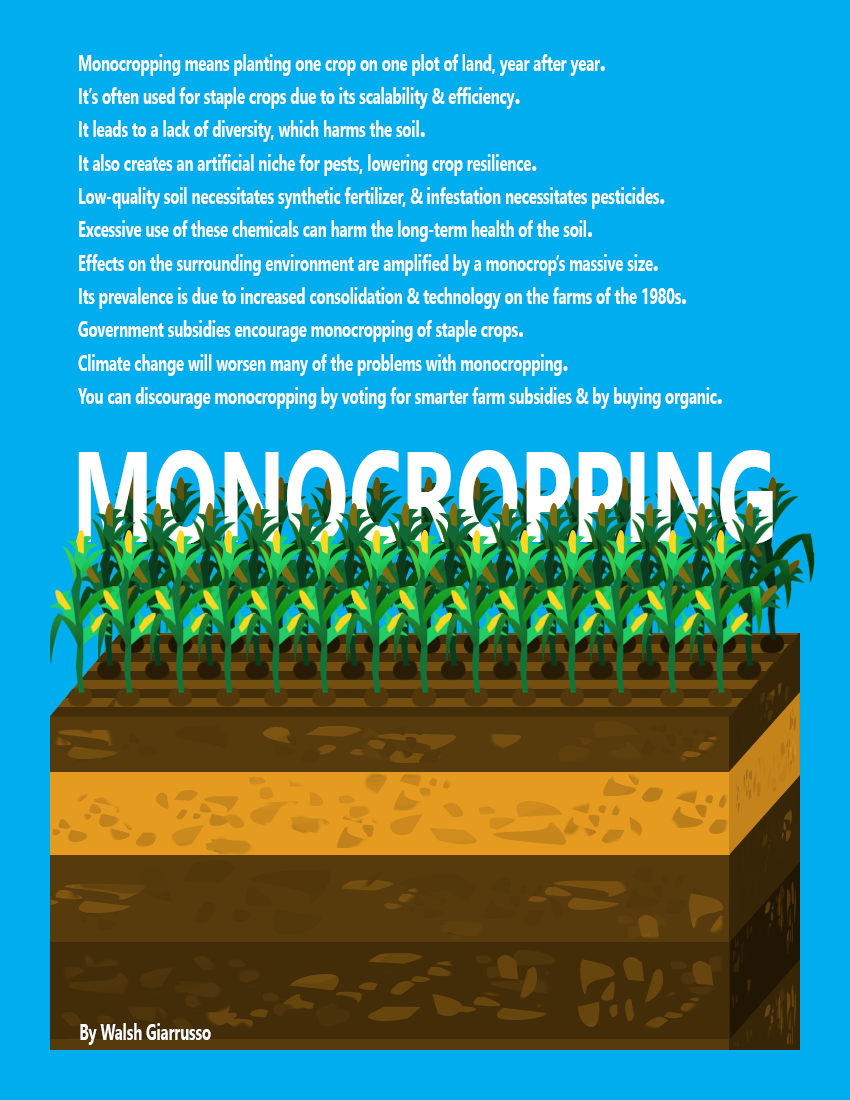 Monocropping means planting one crop on one plot of land, year after year.
It's often used for staple crops due to its scalability & efficiency.
It leads to a lack of diversity, which harms the soil.
It also creates an artificial niche for pests, lowering crop resilience.
Low-quality soil necessitates synthetic fertilizer, & infestation necessitates pesticides.
Excessive use of these chemicals can harm the long-term health of the soil.
Effects on the surrounding environment are amplified by a monocrop's massive size.
Its prevalence is due to increased consolidation & technology on the farms of the 1980s.
Government subsidies encourage monocropping of staple crops.
Climate change will worsen many of the problems with monocropping.
You can discourage monocropping by voting for smarter farm subsidies & by buying organic.
MONOCROPPING
By Walsh Giarrusso